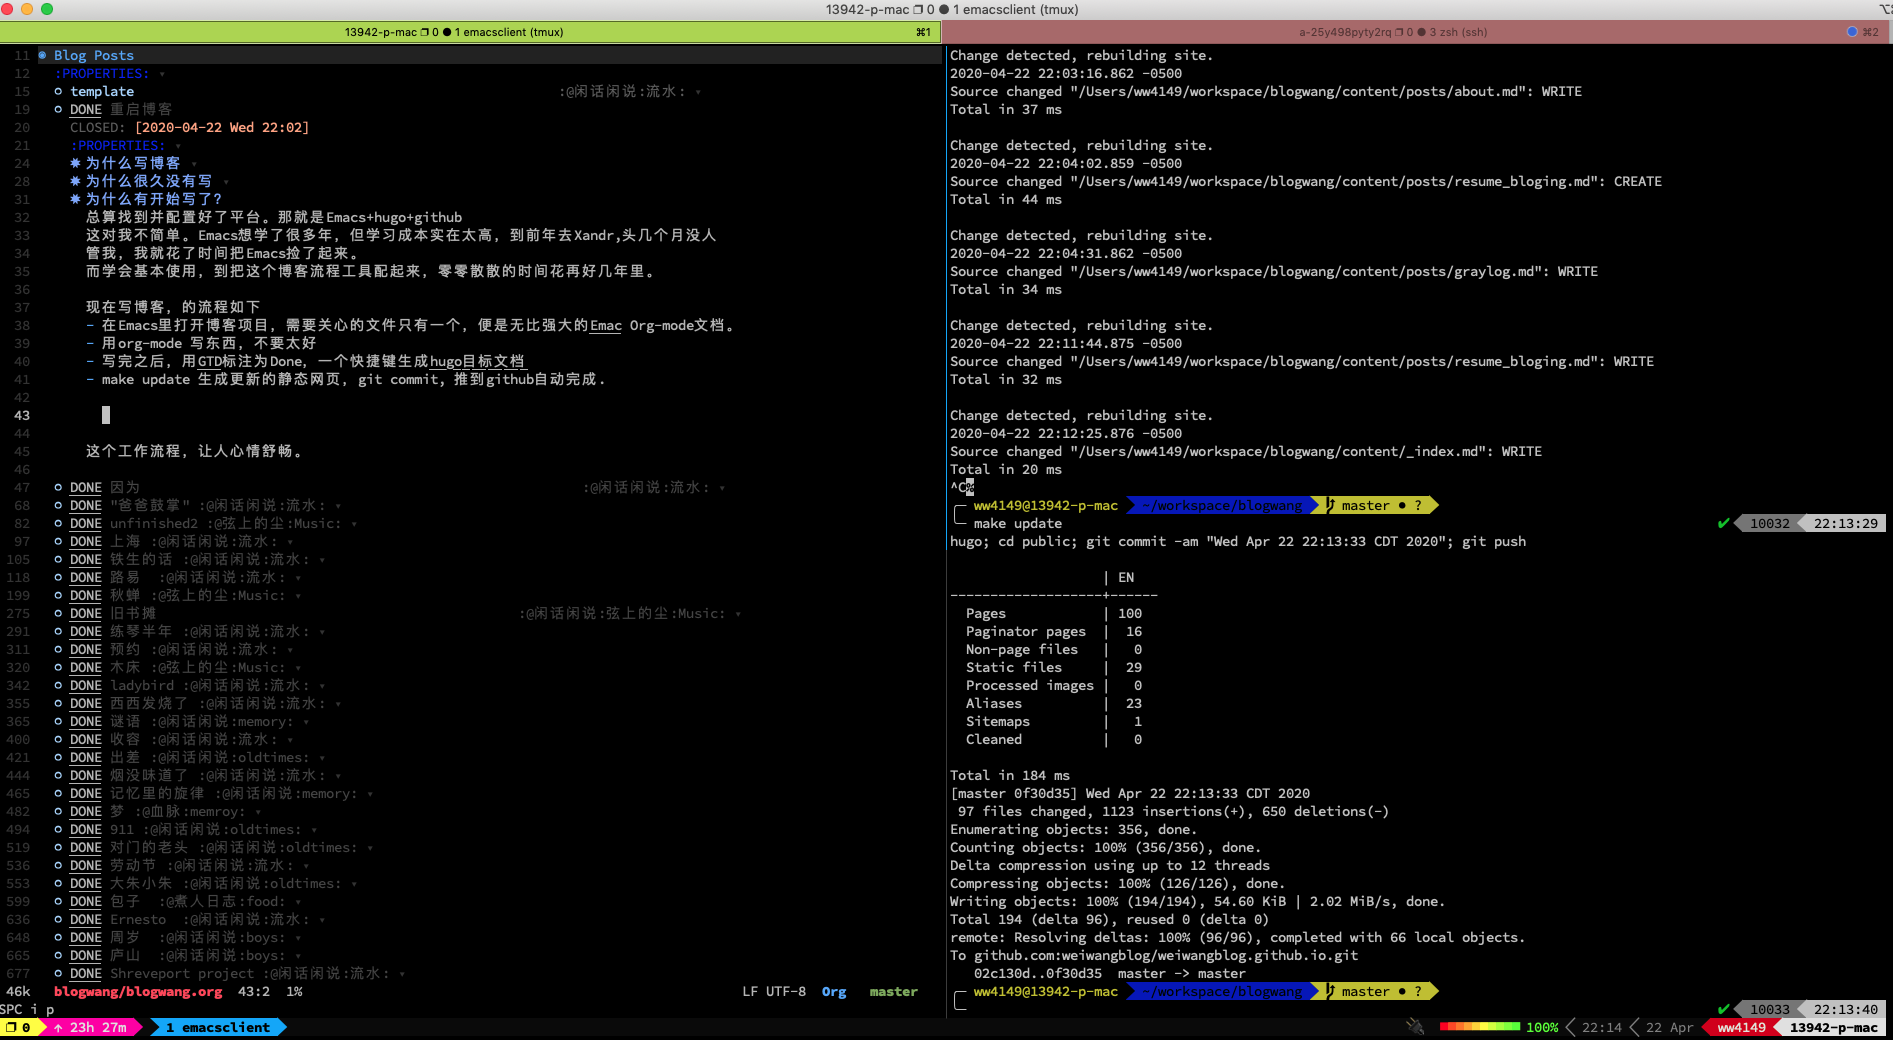 13942-p-mac ❐ 0 ● 1 emacsclient (tmux)
13942-p-mac ❐ 0 ● 1 emacsclient (tmux) ⌘1
a-25y498pyty2rq ❐ 0 ● 3 zsh (ssh) ⌘2
11 Blog Posts
12 :PROPERTIES:
15 template :@闲话闲说:流水:
19 DONE 重启博客
20 CLOSED: [2020-04-22 Wed 22:02]
21 :PROPERTIES:
24 为什么写博客
28 为什么很久没有写
31 为什么有开始写了?
32 总算找到并配置好了平台。那就是Emacs+hugo+github
33 这对我不简单。Emacs想学了很多年，但学习成本实在太高，到前年去Xandr,头几个月没人
34 管我，我就花了时间把Emacs捡了起来。
35 而学会基本使用，到把这个博客流程工具配起来，零零散散的时间花再好几年里。
36
37 现在写博客，的流程如下
38 - 在Emacs里打开博客项目，需要关心的文件只有一个，便是无比强大的Emac Org-mode文档。
39 - 用org-mode 写东西，不要太好
40 - 写完之后，用GTD标注为Done，一个快捷键生成hugo目标文档
41 - make update 生成更新的静态网页，git commit, 推到github自动完成.
42
43
44
45 这个工作流程，让人心情舒畅。
46
47 DONE 因为 :@闲话闲说:流水:
68 DONE "爸爸鼓掌" :@闲话闲说:流水:
82 DONE unfinished2 :@弦上的尘:Music:
97 DONE 上海 :@闲话闲说:流水:
105 DONE 铁生的话 :@闲话闲说:流水:
118 DONE 路易 :@闲话闲说:流水:
199 DONE 秋蝉 :@弦上的尘:Music:
275 DONE 旧书摊 :@闲话闲说:弦上的尘:Music:
291 DONE 练琴半年 :@闲话闲说:流水:
311 DONE 预约 :@闲话闲说:流水:
320 DONE 木床 :@弦上的尘:Music:
342 DONE ladybird :@闲话闲说:流水:
355 DONE 西西发烧了 :@闲话闲说:流水:
365 DONE 谜语 :@闲话闲说:memory:
400 DONE 收容 :@闲话闲说:流水:
421 DONE 出差 :@闲话闲说:oldtimes:
444 DONE 烟没味道了 :@闲话闲说:流水:
465 DONE 记忆里的旋律 :@闲话闲说:memory:
482 DONE 梦 :@血脉:memroy:
494 DONE 911 :@闲话闲说:oldtimes:
519 DONE 对门的老头 :@闲话闲说:oldtimes:
536 DONE 劳动节 :@闲话闲说:流水:
553 DONE 大朱小朱 :@闲话闲说:oldtimes:
599 DONE 包子 :@煮人日志:food:
636 DONE Ernesto :@闲话闲说:流水:
648 DONE 周岁 :@闲话闲说:boys:
665 DONE 庐山 :@闲话闲说:boys:
677 DONE Shreveport project :@闲话闲说:流水:
46k blogwang/blogwang.org 43:2 1% LF UTF-8 Org master
SPC i p
Change detected, rebuilding site.
2020-04-22 22:03:16.862 -0500
Source changed "/Users/ww4149/workspace/blogwang/content/posts/about.md": WRITE
Total in 37 ms
Change detected, rebuilding site.
2020-04-22 22:04:02.859 -0500
Source changed "/Users/ww4149/workspace/blogwang/content/posts/resume_bloging.md": CREATE
Total in 44 ms
Change detected, rebuilding site.
2020-04-22 22:04:31.862 -0500
Source changed "/Users/ww4149/workspace/blogwang/content/posts/graylog.md": WRITE
Total in 34 ms
Change detected, rebuilding site.
2020-04-22 22:11:44.875 -0500
Source changed "/Users/ww4149/workspace/blogwang/content/posts/resume_bloging.md": WRITE
Total in 32 ms
Change detected, rebuilding site.
2020-04-22 22:12:25.876 -0500
Source changed "/Users/ww4149/workspace/blogwang/content/_index.md": WRITE
Total in 20 ms
^C%
ww4149@13942-p-mac ~/workspace/blogwang master ● ?
make update ✔ 10032 22:13:29
hugo; cd public; git commit -am "Wed Apr 22 22:13:33 CDT 2020"; git push
| EN
-------------------+------
Pages | 100
Paginator pages | 16
Non-page files | 0
Static files | 29
Processed images | 0
Aliases | 23
Sitemaps | 1
Cleaned | 0
Total in 184 ms
[master 0f30d35] Wed Apr 22 22:13:33 CDT 2020
97 files changed, 1123 insertions(+), 650 deletions(-)
Enumerating objects: 356, done.
Counting objects: 100% (356/356), done.
Delta compression using up to 12 threads
Compressing objects: 100% (126/126), done.
Writing objects: 100% (194/194), 54.60 KiB | 2.02 MiB/s, done.
Total 194 (delta 96), reused 0 (delta 0)
remote: Resolving deltas: 100% (96/96), completed with 66 local objects.
To github.com:weiwangblog/weiwangblog.github.io.git
02c130d..0f30d35 master -> master
ww4149@13942-p-mac ~/workspace/blogwang master ● ?
✔ 10033 22:13:40
❐ 0 ↑ 23h 27m 1 emacsclient 100% 22:14 22 Apr ww4149 13942-p-mac